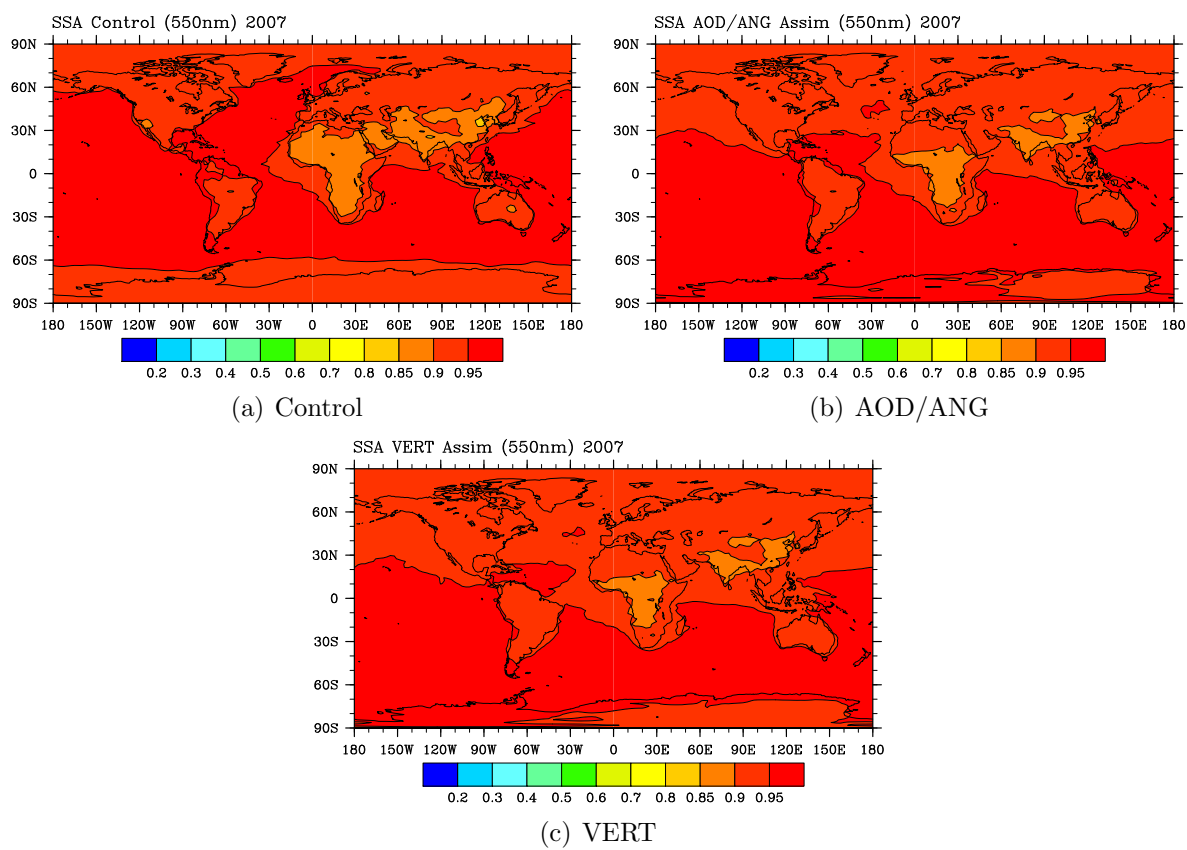 SSA Control (550nm) 2007
90N
60N
30N
0
30S
60S
90S
180 150W 120W 90W 60W 30W 0 30E 60E 90E 120E 150E 180
0.2 0.3 0.4 0.5 0.6 0.7 0.8 0.85 0.9 0.95
(a) Control
SSA AOD/ANG Assim (550nm) 2007
90N
60N
30N
0
30S
60S
90S
180 150W 120W 90W 60W 30W 0 30E 60E 90E 120E 150E 180
0.2 0.3 0.4 0.5 0.6 0.7 0.8 0.85 0.9 0.95
(b) AOD/ANG
SSA VERT Assim (550nm) 2007
90N
60N
30N
0
30S
60S
90S
180 150W 120W 90W 60W 30W 0 30E 60E 90E 120E 150E 180
0.2 0.3 0.4 0.5 0.6 0.7 0.8 0.85 0.9 0.95
(c) VERT